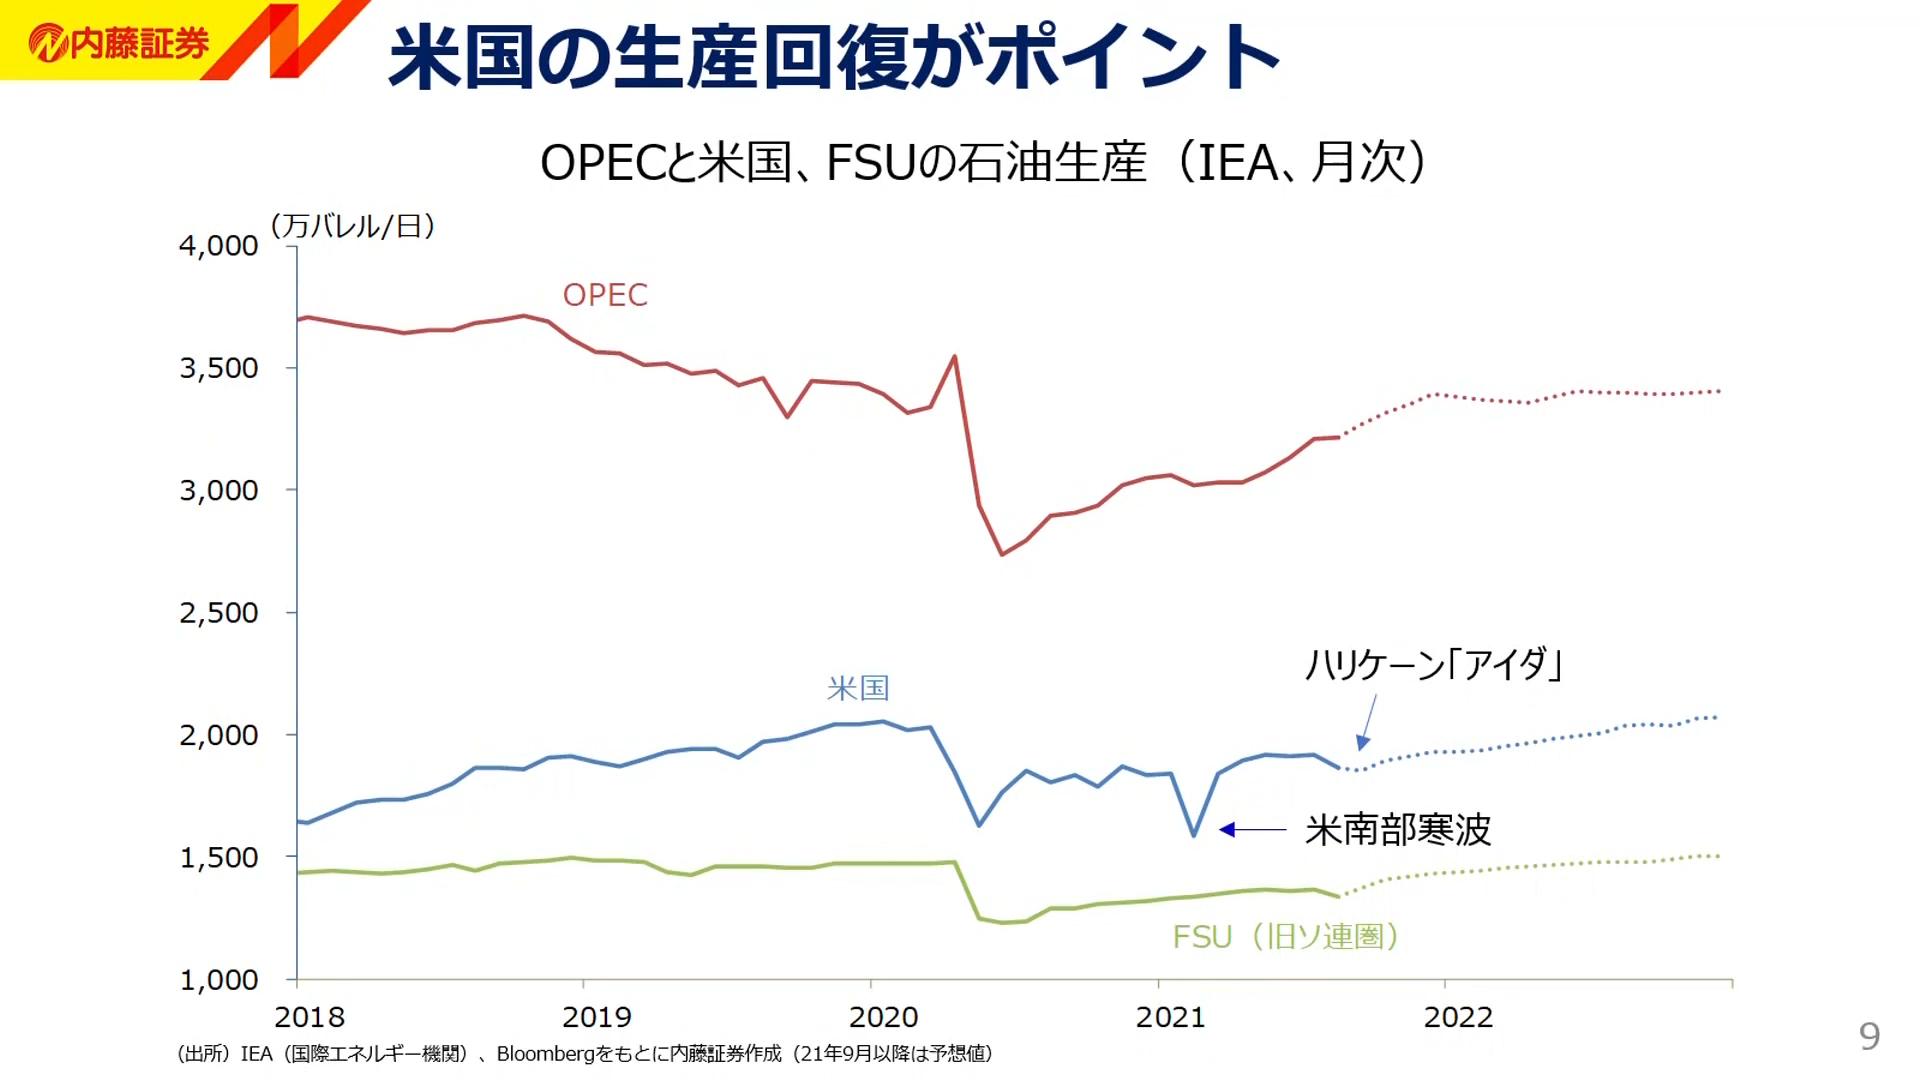 内藤証券
米国の生産回復がポイント
OPECと米国、FSUの石油生産（IEA、月次）
（万バレル/日）
4,000
OPEC
3,500
3,000
2,500
ハリケーン「アイダ」
米国
2,000
米南部寒波
1,500
FSU（旧ソ連圏）
1,000
2018 2019 2020 2021 2022
（出所）IEA（国際エネルギー機関）、Bloombergをもとに内藤証券作成（21年9月以降は予想値）
9